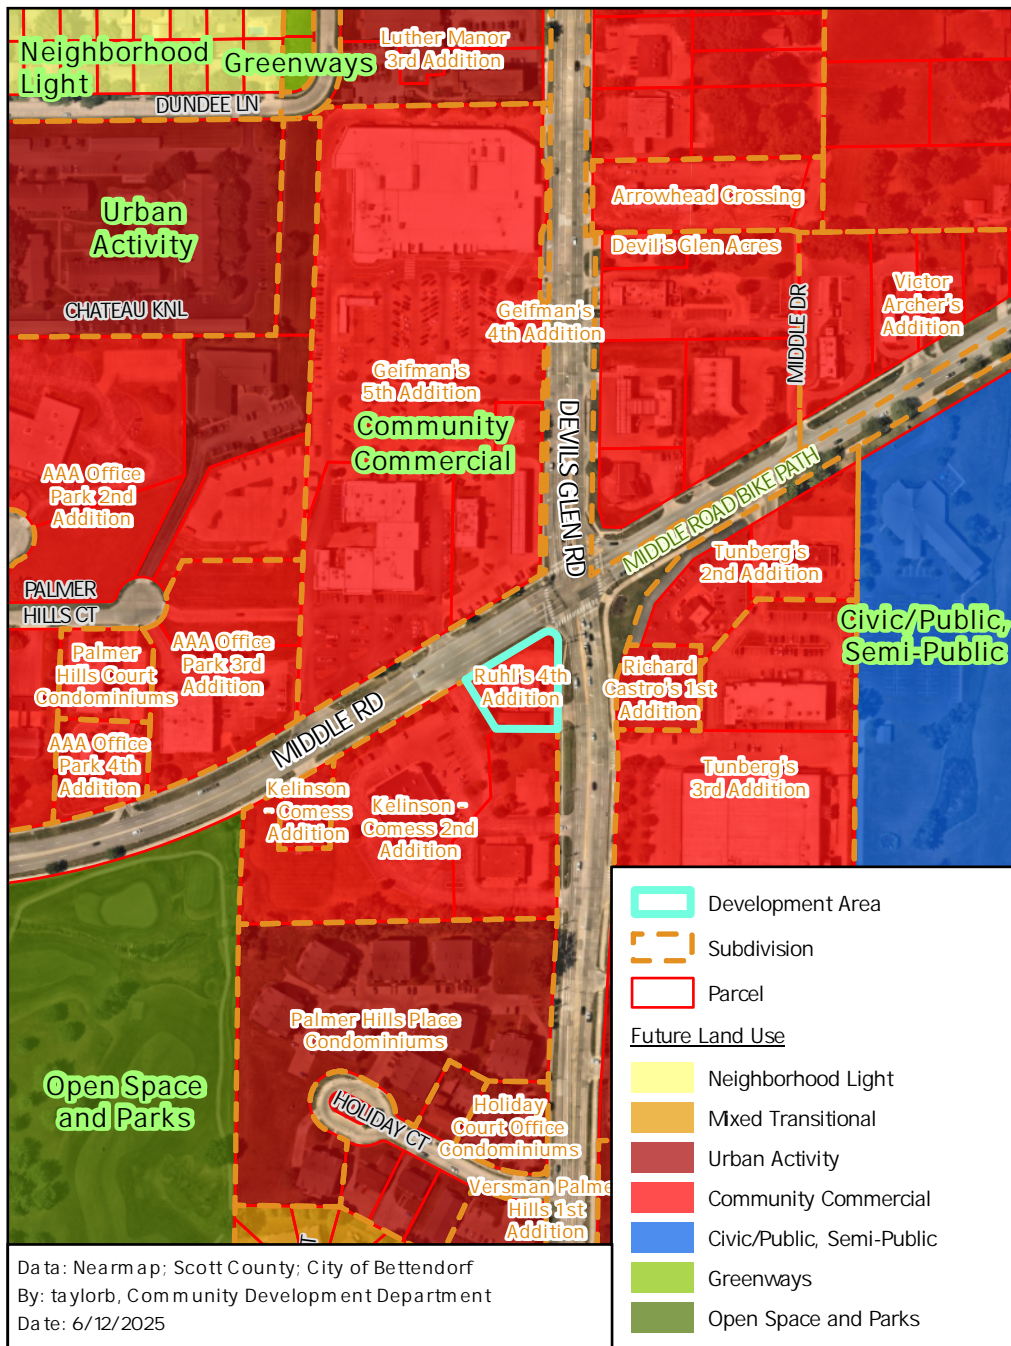 Neighborhood
Light
Greenways
Luther Manor
3rd Addition
DUNDEE LN
Urban
Activity
CHATEAU KNL
Arrowhead Crossing
Devil's Glen Acres
Victor
Archer's
Addition
MIDDLE DR
Geifman's
4th Addition
Geifman's
5th Addition
Community
Commercial
DEVILS GLEN RD
AAA Office
Park 2nd
Addition
MIDDLE ROAD BIKE PATH
Tunberg's
2nd Addition
PALMER
HILLS CT
Civic/Public,
Semi-Public
Palmer
Hills Court
Condominiums
AAA Office
Park 3rd
Addition
Ruhl's 4th
Addition
Richard
Castro's 1st
Addition
MIDDLE RD
AAA Office
Park 4th
Addition
Kelinson
- Comess
Addition
Kelinson -
Comess 2nd
Addition
Tunberg's
3rd Addition
Palmer Hills Place
Condominiums
Open Space
and Parks
HOLIDAY CT
Holiday
Court Office
Condominiums
Versman Palme
Hills 1st
Addition
T
Development Area
Subdivision
Parcel
Future Land Use
Neighborhood Light
Mixed Transitional
Urban Activity
Community Commercial
Civic/Public, Semi-Public
Greenways
Open Space and Parks
Data: Nearmap; Scott County; City of Bettendorf
By: taylorb, Community Development Department
Date: 6/12/2025